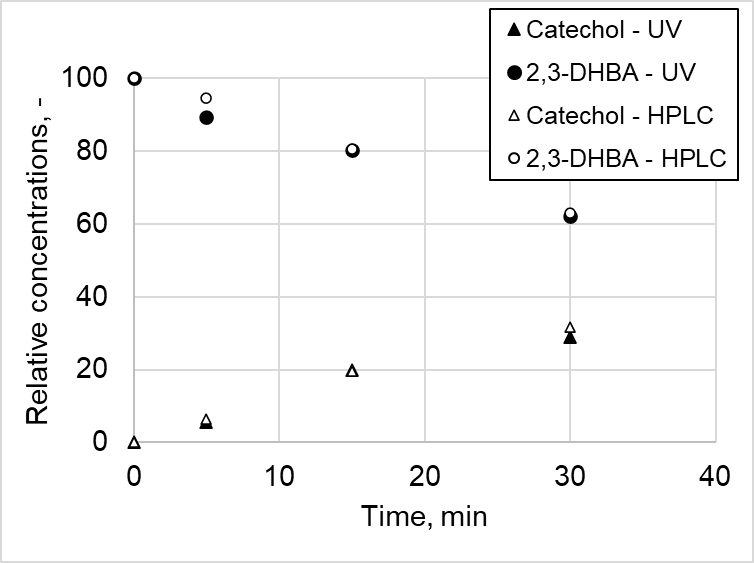 Catechol - UV
2,3-DHBA - UV
Catechol - HPLC
2,3-DHBA - HPLC
Relative concentrations, -
100
80
60
40
20
0
0 10 20 30 40
Time, min